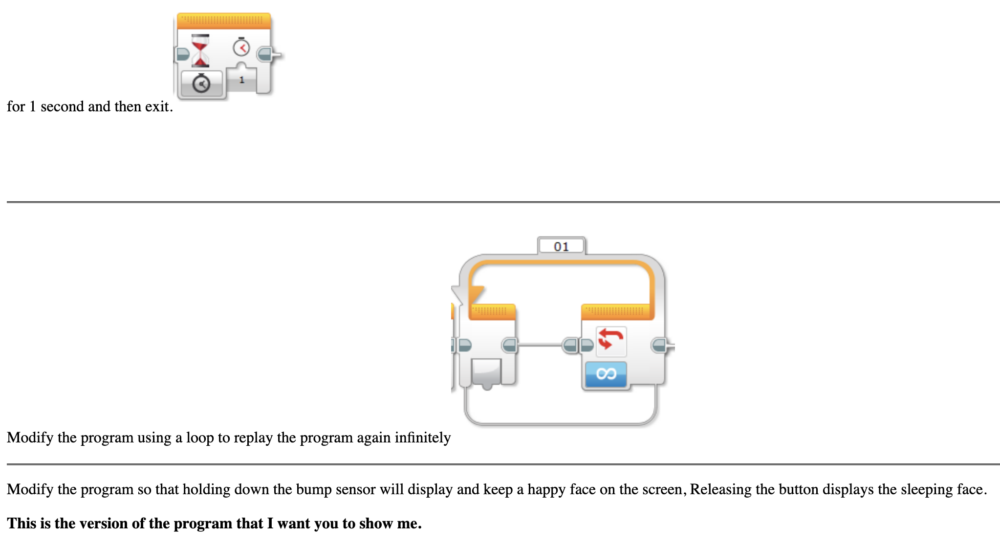 1
for 1 second and then exit.
01
∞
Modify the program using a loop to replay the program again infinitely
Modify the program so that holding down the bump sensor will display and keep a happy face on the screen, Releasing the button displays the sleeping face.
This is the version of the program that I want you to show me.